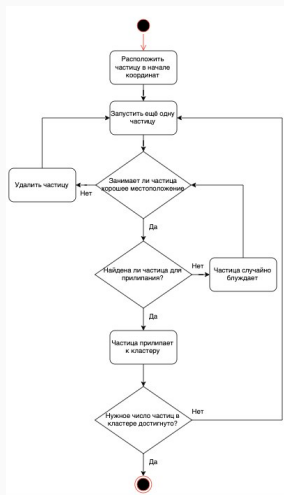 Расположить
частицу в начале
координат
Запустить ещё одну
частицу
Занимает ли частица
хорошее местоположение
Нет
Удалить частицу
Да
Найдена ли частица для
прилипания?
Нет
Частица случайно
блуждает
Да
Частица прилипает
к кластеру
Нужное число частиц в
кластере достигнуто?
Нет
Да